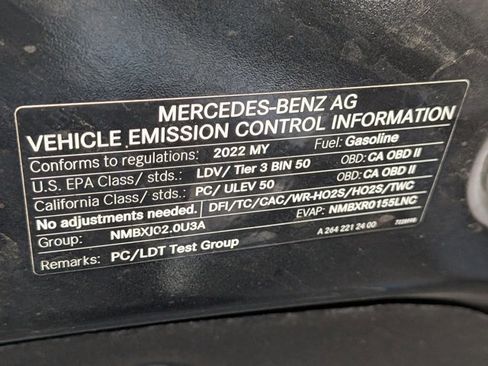 MERCEDES-BENZ AG
VEHICLE EMISSION CONTROL INFORMATION
Conforms to regulations: 2022 MY Fuel: Gasoline
U.S. EPA Class/ stds.: LDV/ Tier 3 BIN 50 OBD: CA OBD II
California Class/ stds.: PC/ ULEV 50 OBD: CA OBD II
No adjustments needed. DFI/TC/CAC/WR-HO2S/HO2S/TWC
Group: NMBXJ02.0U3A EVAP: NMBXR0155LNC
Remarks: PC/LDT Test Group A 264 221 24 00